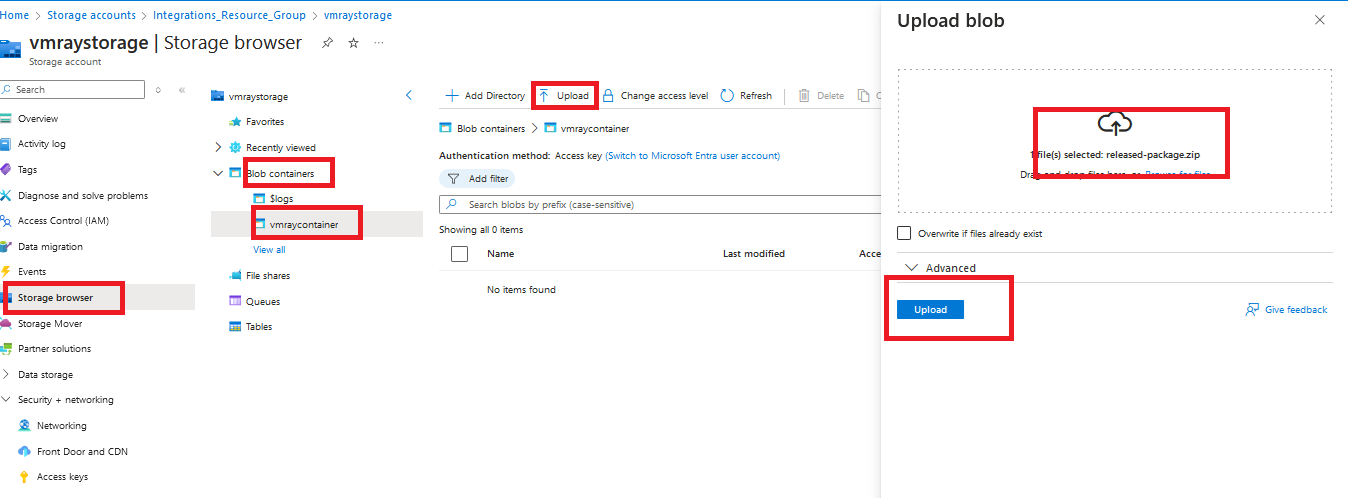 Home > Storage accounts > Integrations_Resource_Group > vmraystorage
vmraystorage | Storage browser
Storage account
Search
Overview
Activity log
Tags
Diagnose and solve problems
Access Control (IAM)
Data migration
Events
Storage browser
Storage Mover
Partner solutions
Data storage
Security + networking
Networking
Front Door and CDN
Access keys
vmraystorage
Favorites
Recently viewed
Blob containers
$logs
vmraycontainer
View all
File shares
Queues
Tables
Add Directory Upload Change access level Refresh Delete
Blob containers > vmraycontainer
Authentication method: Access key (Switch to Microsoft Entra user account)
Add filter
Search blobs by prefix (case-sensitive)
Showing all 0 items
Name Last modified Acce
No items found
Upload blob
1 file(s) selected: released-package.zip
Drag and drop files here or Browse for files
Overwrite if files already exist
Advanced
Upload
Give feedback